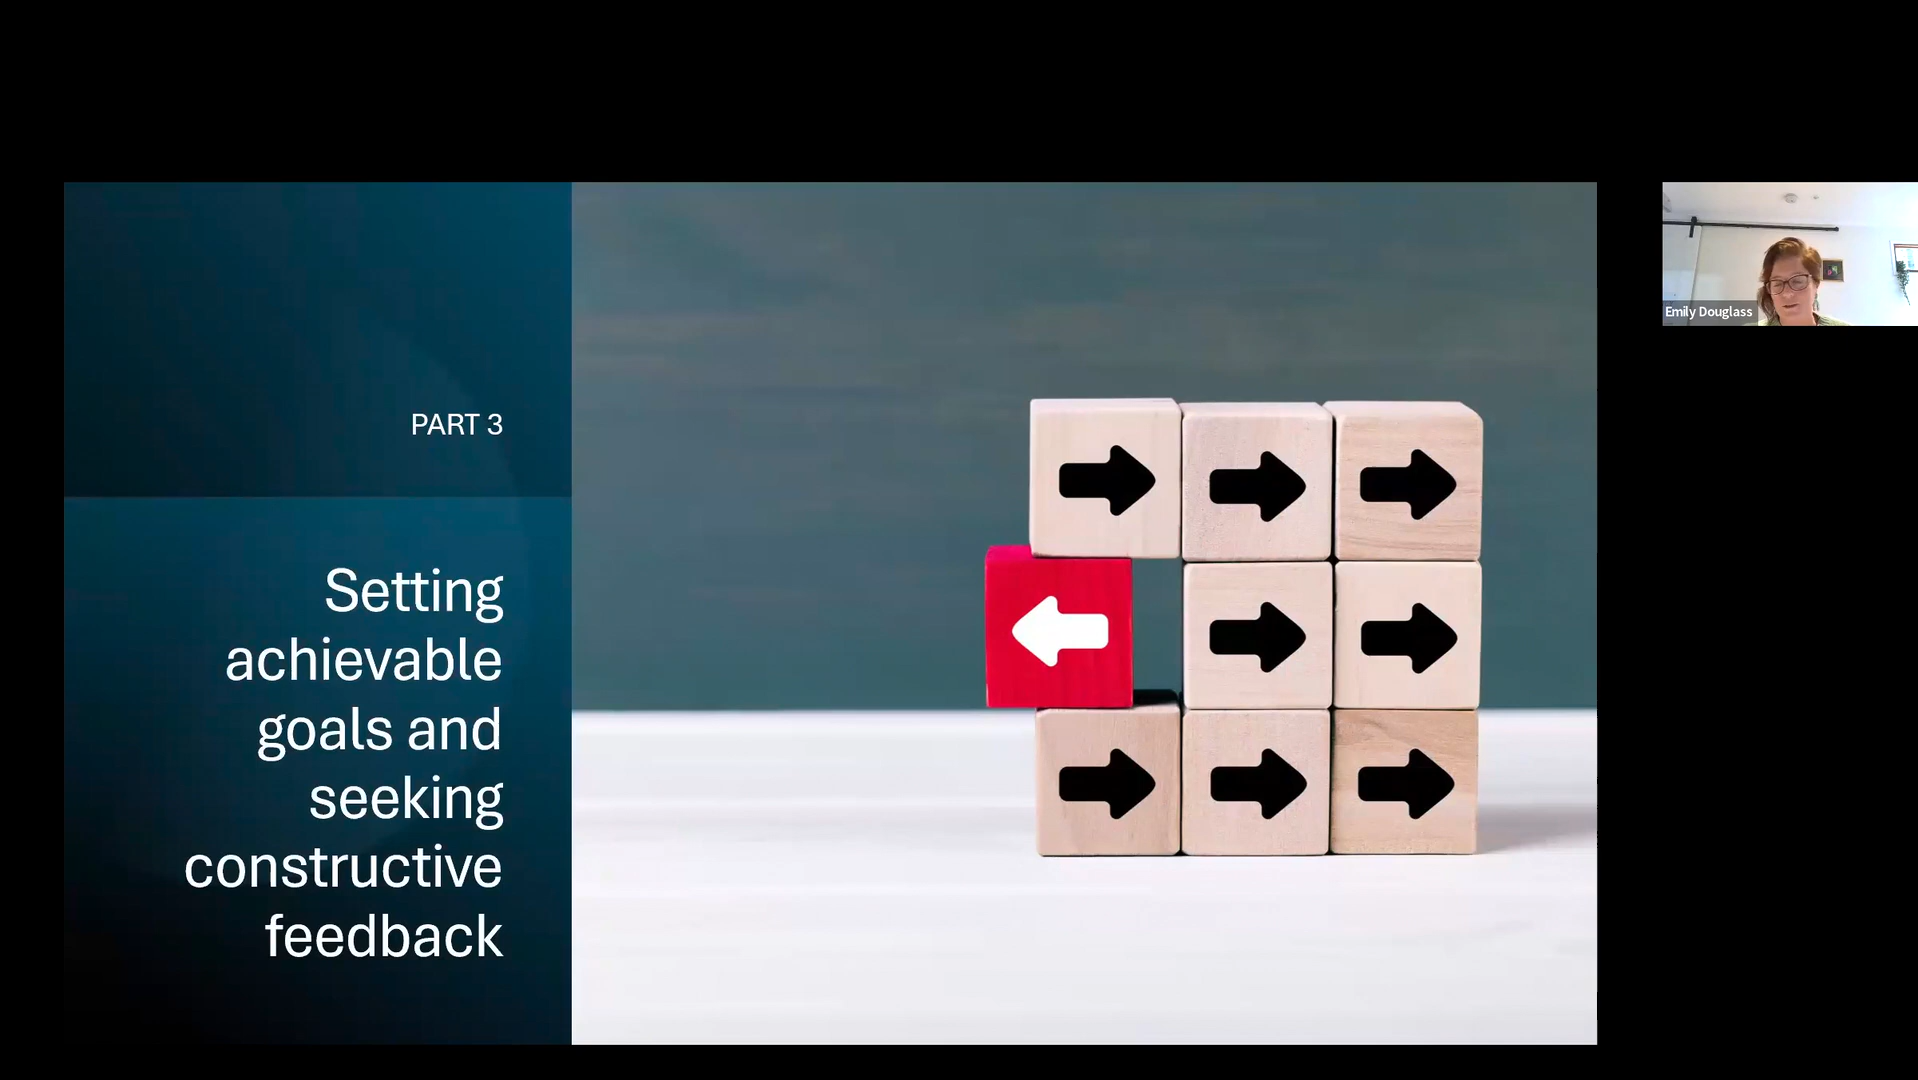 PART 3
Setting
achievable
goals and
seeking
constructive
feedback
Emily Douglass